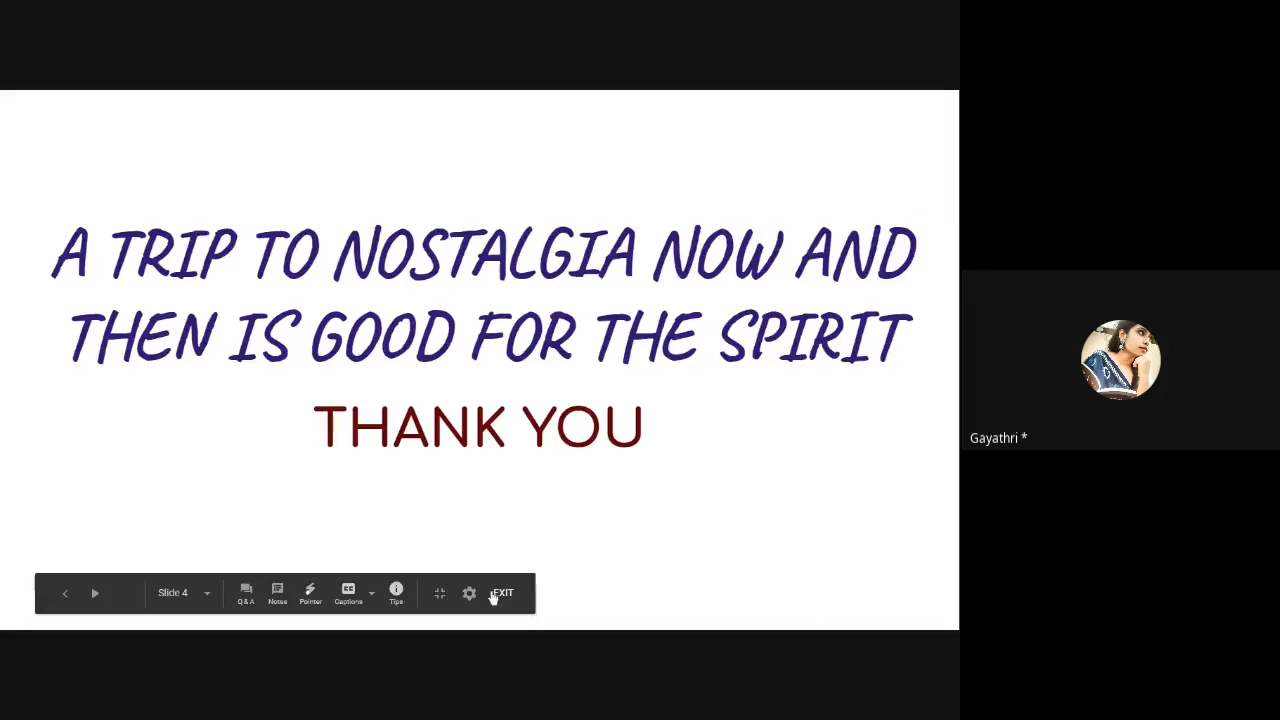 A TRIP TO NOSTALGIA NOW AND
THEN IS GOOD FOR THE SPIRIT
THANK YOU
Gayathri *
Slide 4
Q & A
Notes
Pointer
Captions
Tips
EXIT